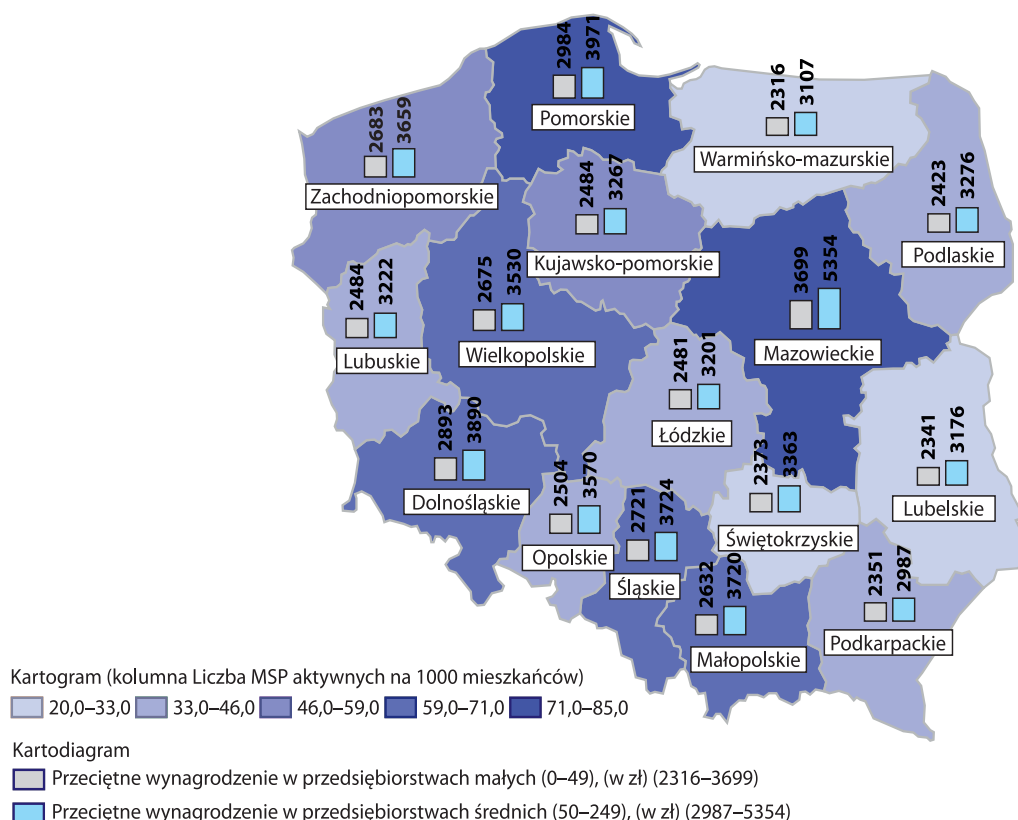 2984 3971
Pomorskie
2316 3107
Warmińsko-mazurskie
2683 3659
Zachodniopomorskie
2484 3267
Kujawsko-pomorskie
2423 3276
Podlaskie
2484 3222
Lubuskie
2675 3530
Wielkopolskie
3699 5354
Mazowieckie
2481 3201
Łódzkie
2893 3890
Dolnośląskie
2504 3570
Opolskie
2721 3724
Śląskie
2373 3363
Świętokrzyskie
2341 3176
Lubelskie
2632 3720
Małopolskie
2351 2987
Podkarpackie
Kartogram (kolumna Liczba MSP aktywnych na 1000 mieszkańców)
20,0–33,0 33,0–46,0 46,0–59,0 59,0–71,0 71,0–85,0
Kartodiagram
Przeciętne wynagrodzenie w przedsiębiorstwach małych (0–49), (w zł) (2316–3699)
Przeciętne wynagrodzenie w przedsiębiorstwach średnich (50–249), (w zł) (2987–5354)